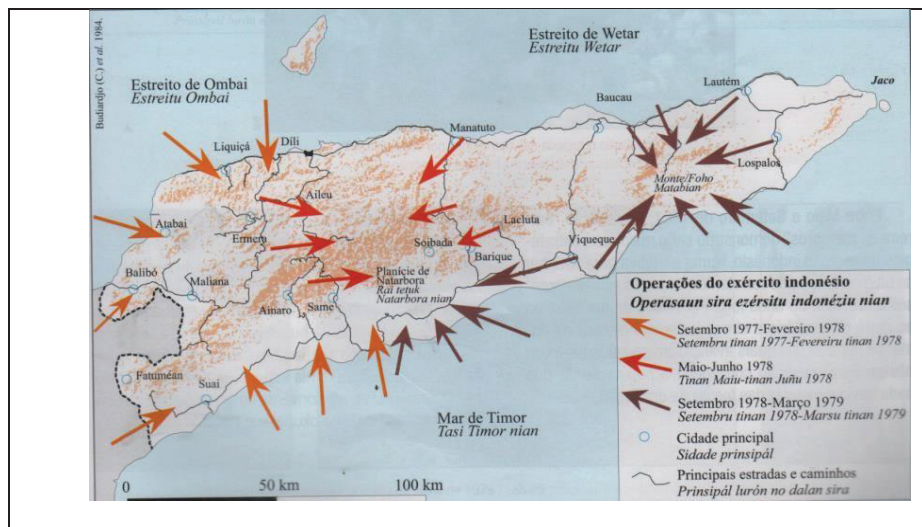 Budiardjo (C.) et al. 1984.
Estreito de Wetar
Estreitu Wetar
Estreito de Ombai
Estreitu Ombai
Jaco
Lautém
Baucau
Manatuto
Díli
Liquiçá
Lospalos
Monte/Foho
Matabian
Aileu
Atabai
Ermera
Lacluta
Soibada
Viqueque
Barique
Balibó
Maliana
Planície de
Natarbora
Rai tetuk
Natarbora nian
Ainaro
Same
Fatuméan
Suai
Mar de Timor
Tasi Timor nian
0
50 km
100 km
Operações do exército indonésio
Operasaun sira ezérsitu indonéziu nian
Setembro 1977-Fevereiro 1978
Setembru tinan 1977-Fevereiru tinan 1978
Maio-Junho 1978
Tinan Maiu-tinan Juñu 1978
Setembro 1978-Março 1979
Setembru tinan 1978-Marsu tinan 1979
Cidade principal
Sidade prinsipál
Principais estradas e caminhos
Prinsipál lurón no dalan sira